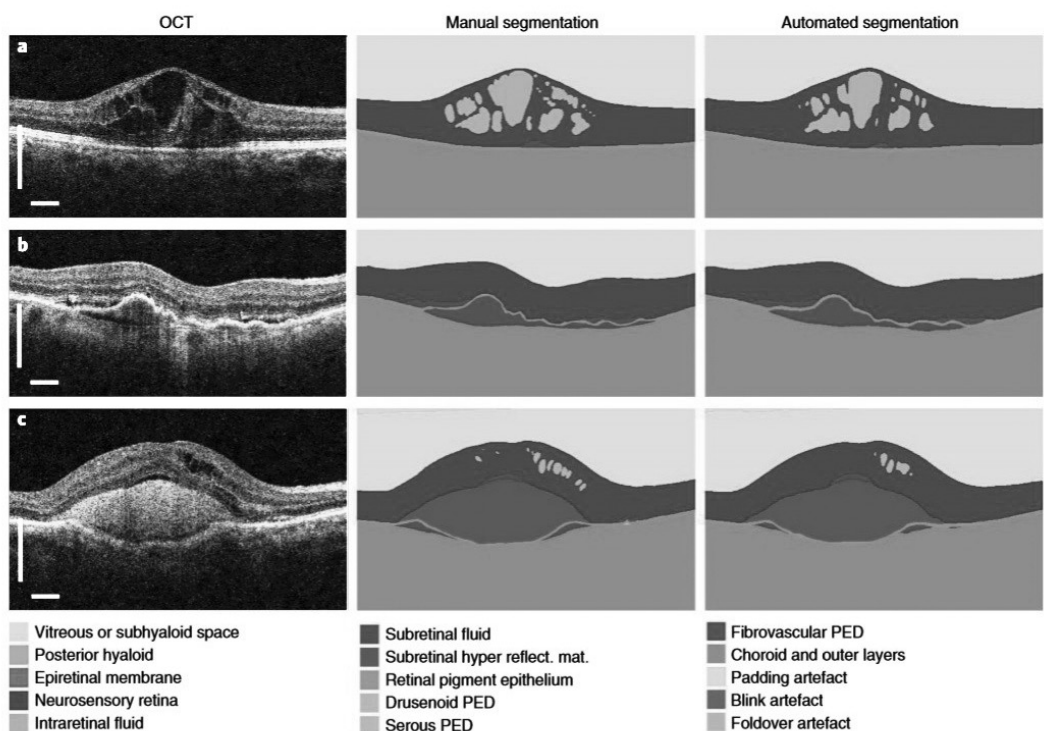 OCT
Manual segmentation
Automated segmentation
a
b
c
Vitreous or subhyaloid space
Posterior hyaloid
Epiretinal membrane
Neurosensory retina
Intraretinal fluid
Subretinal fluid
Subretinal hyper reflect. mat.
Retinal pigment epithelium
Drusenoid PED
Serous PED
Fibrovascular PED
Choroid and outer layers
Padding artefact
Blink artefact
Foldover artefact